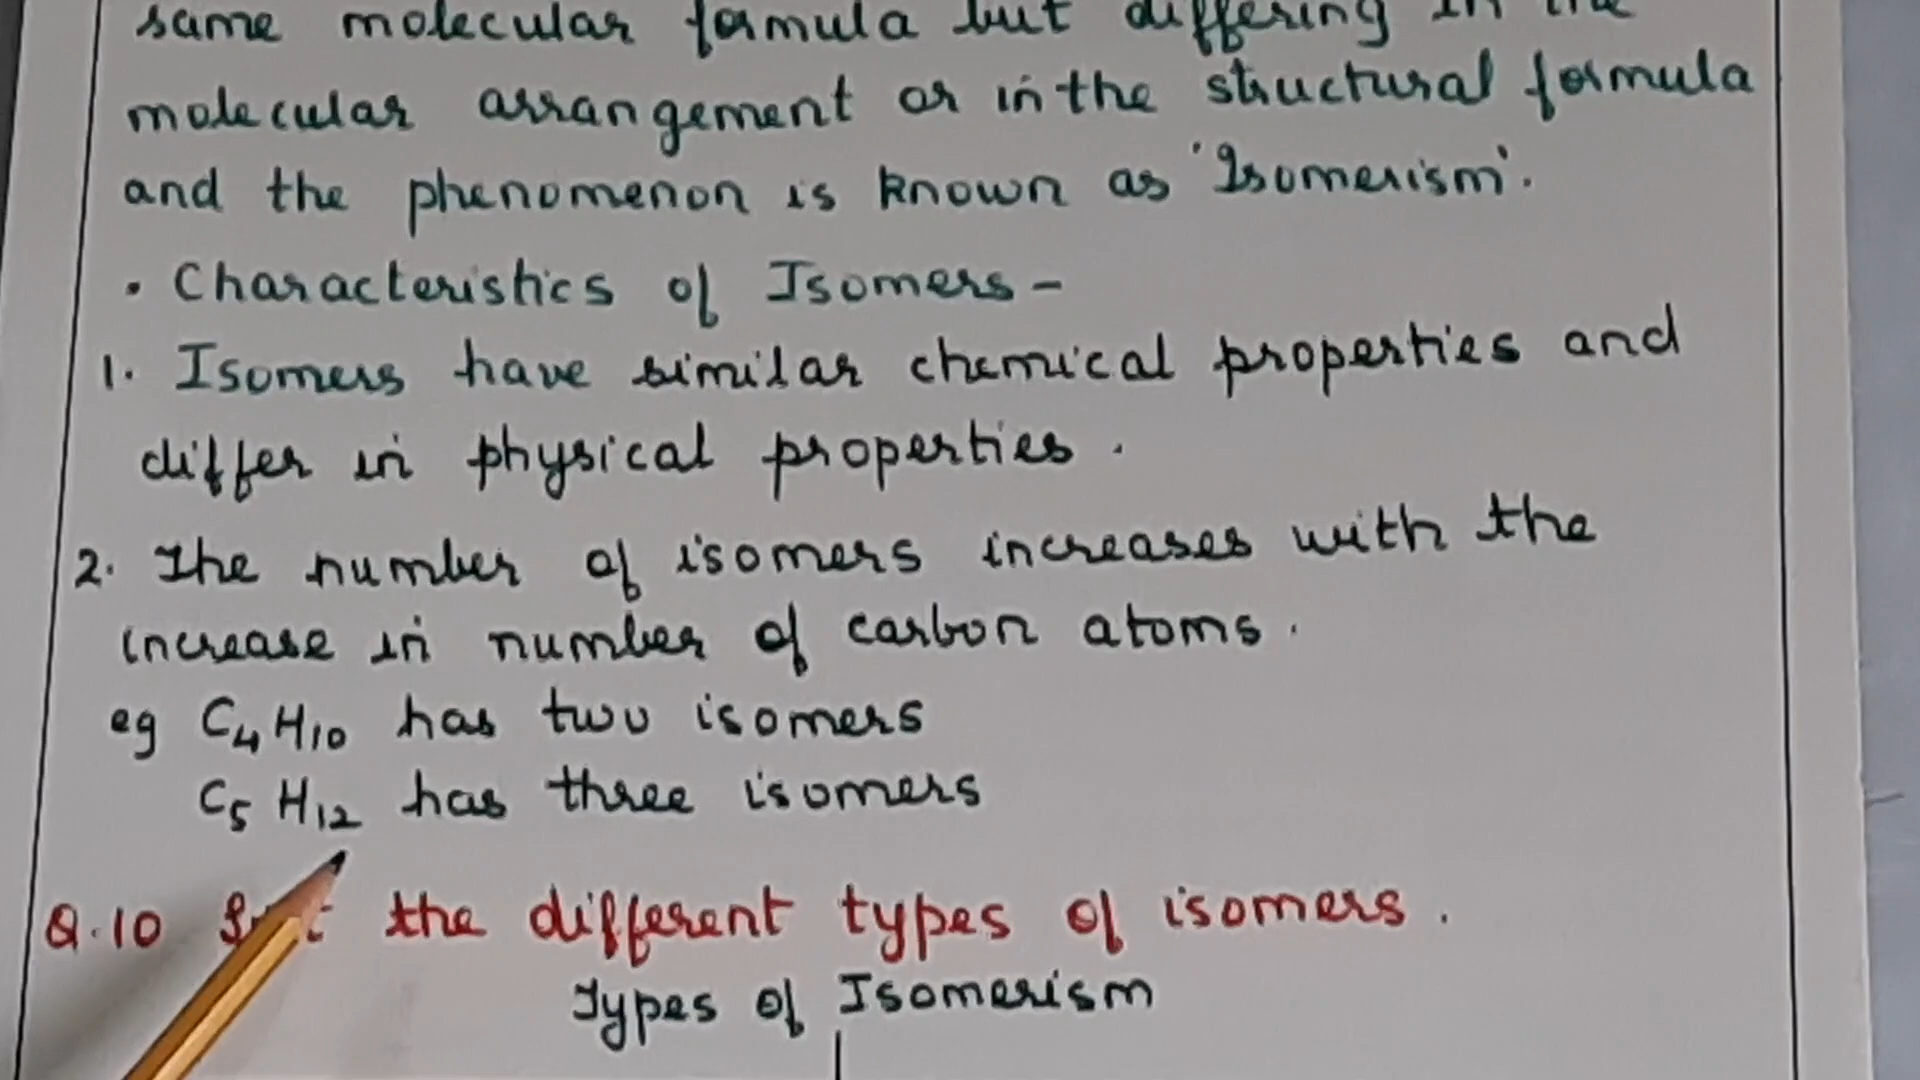 same molecular formula but differing in the
molecular arrangement or in the structural formula
and the phenomenon is known as 'Isomerism'.
• Characteristics of Isomers –
1. Isomers have similar chemical properties and
differ in physical properties.
2. The number of isomers increases with the
increase in number of carbon atoms.
eg C₄H₁₀ has two isomers
C₅H₁₂ has three isomers
Q.10 the different types of isomers.
Types of Isomerism